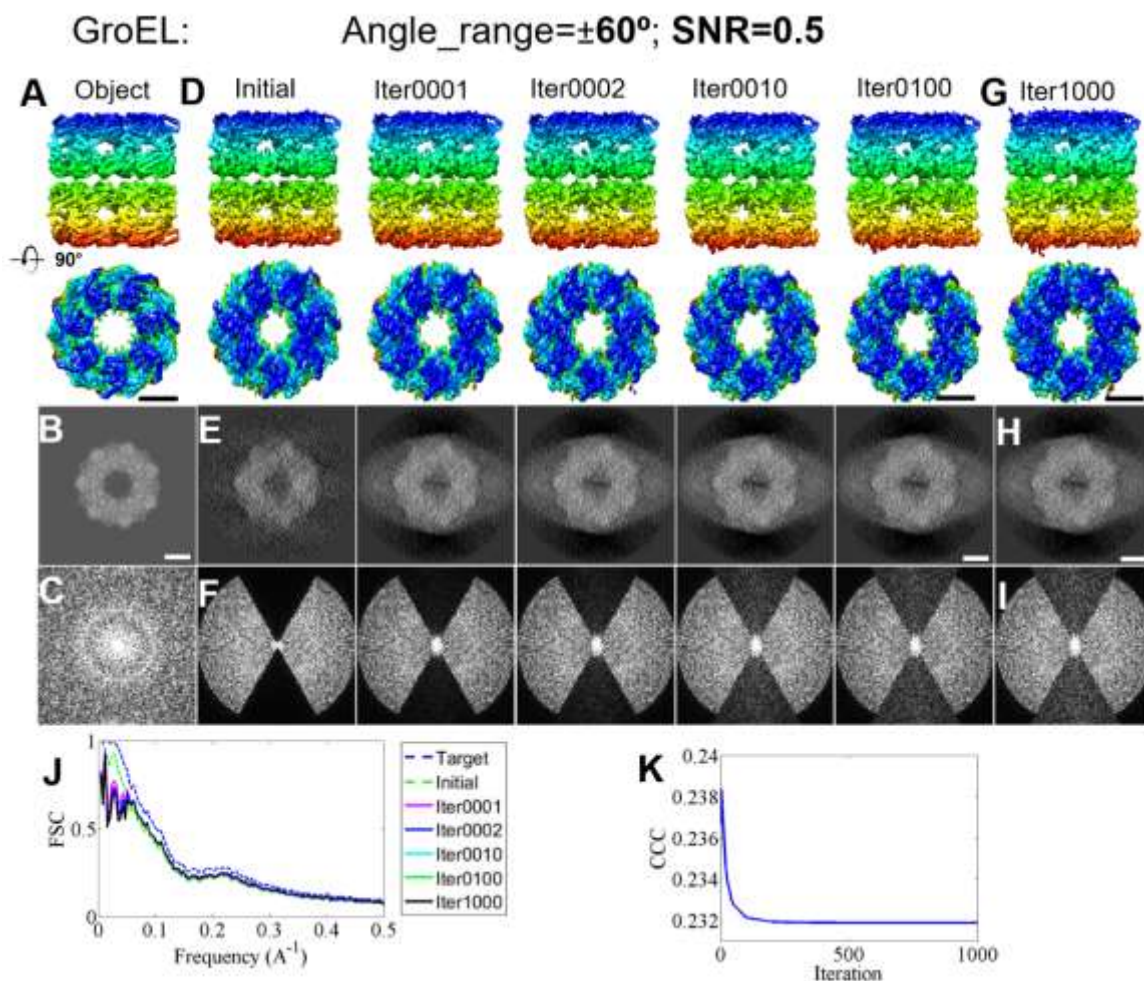 GroEL: Angle_range=±60º; SNR=0.5
A Object D Initial Iter0001 Iter0002 Iter0010 Iter0100 G Iter1000
90°
B E H
C F I
J
1
0.5
0
FSC
0 0.1 0.2 0.3 0.4 0.5
Frequency (A⁻¹)
Target
Initial
Iter0001
Iter0002
Iter0010
Iter0100
Iter1000
K
0.24
0.238
0.236
0.234
0.232
CCC
0 500 1000
Iteration